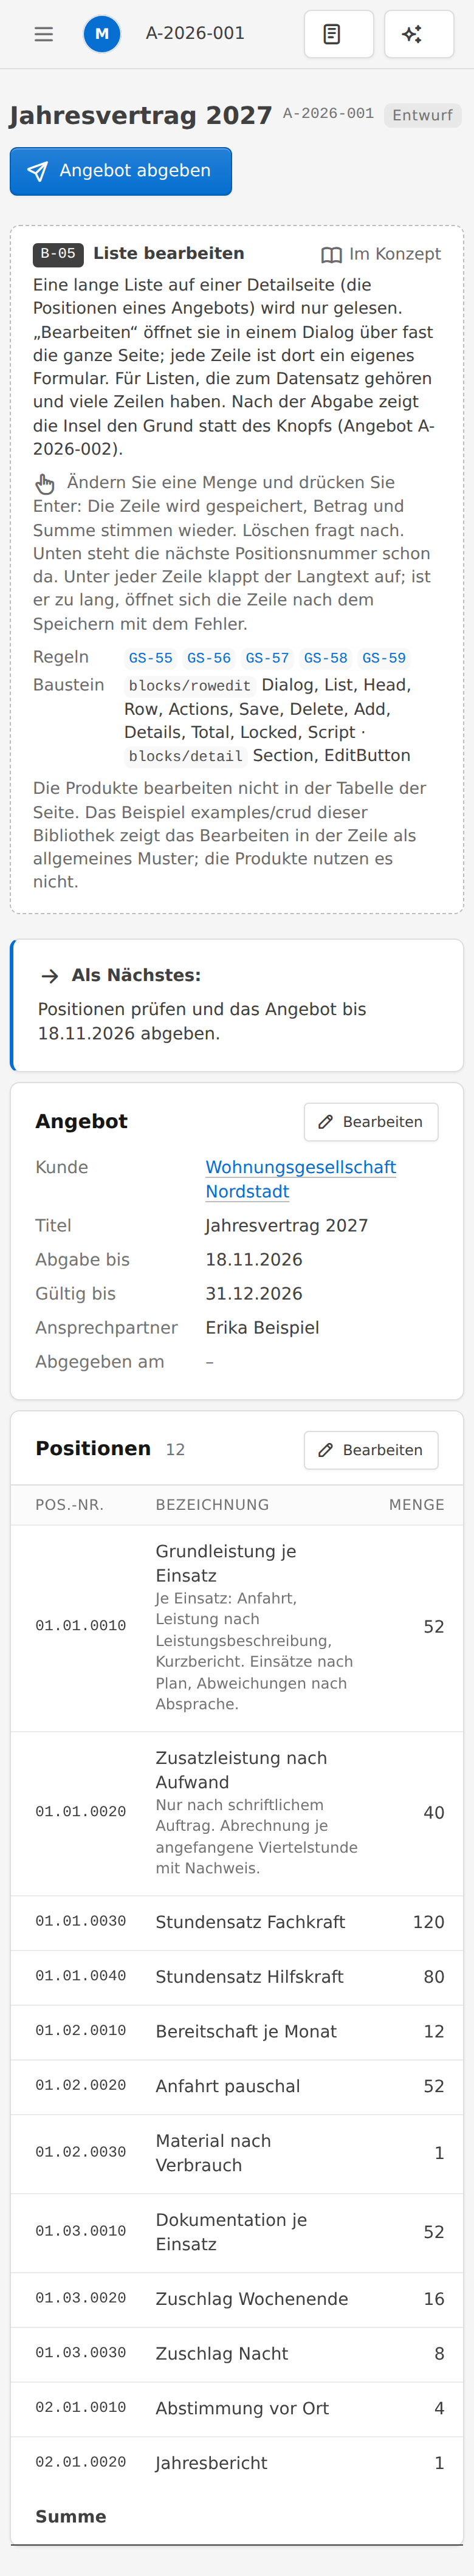 M A-2026-001
Jahresvertrag 2027 A-2026-001 Entwurf
Angebot abgeben
B-05 Liste bearbeiten Im Konzept
Eine lange Liste auf einer Detailseite (die
Positionen eines Angebots) wird nur gelesen.
„Bearbeiten“ öffnet sie in einem Dialog über fast
die ganze Seite; jede Zeile ist dort ein eigenes
Formular. Für Listen, die zum Datensatz gehören
und viele Zeilen haben. Nach der Abgabe zeigt
die Insel den Grund statt des Knopfs (Angebot A-
2026-002).
Ändern Sie eine Menge und drücken Sie
Enter: Die Zeile wird gespeichert, Betrag und
Summe stimmen wieder. Löschen fragt nach.
Unten steht die nächste Positionsnummer schon
da. Unter jeder Zeile klappt der Langtext auf; ist
er zu lang, öffnet sich die Zeile nach dem
Speichern mit dem Fehler.
Regeln GS-55 GS-56 GS-57 GS-58 GS-59
Baustein blocks/rowedit Dialog, List, Head,
Row, Actions, Save, Delete, Add,
Details, Total, Locked, Script ·
blocks/detail Section, EditButton
Die Produkte bearbeiten nicht in der Tabelle der
Seite. Das Beispiel examples/crud dieser
Bibliothek zeigt das Bearbeiten in der Zeile als
allgemeines Muster; die Produkte nutzen es
nicht.
Als Nächstes:
Positionen prüfen und das Angebot bis
18.11.2026 abgeben.
Angebot Bearbeiten
Kunde Wohnungsgesellschaft
Nordstadt
Titel Jahresvertrag 2027
Abgabe bis 18.11.2026
Gültig bis 31.12.2026
Ansprechpartner Erika Beispiel
Abgegeben am –
Positionen 12 Bearbeiten
POS.-NR. BEZEICHNUNG MENGE
Grundleistung je
Einsatz
Je Einsatz: Anfahrt,
Leistung nach
01.01.0010 Leistungsbeschreibung, 52
Kurzbericht. Einsätze nach
Plan, Abweichungen nach
Absprache.
Zusatzleistung nach
Aufwand
01.01.0020 Nur nach schriftlichem 40
Auftrag. Abrechnung je
angefangene Viertelstunde
mit Nachweis.
01.01.0030 Stundensatz Fachkraft 120
01.01.0040 Stundensatz Hilfskraft 80
01.02.0010 Bereitschaft je Monat 12
01.02.0020 Anfahrt pauschal 52
01.02.0030 Material nach 1
Verbrauch
01.03.0010 Dokumentation je 52
Einsatz
01.03.0020 Zuschlag Wochenende 16
01.03.0030 Zuschlag Nacht 8
02.01.0010 Abstimmung vor Ort 4
02.01.0020 Jahresbericht 1
Summe